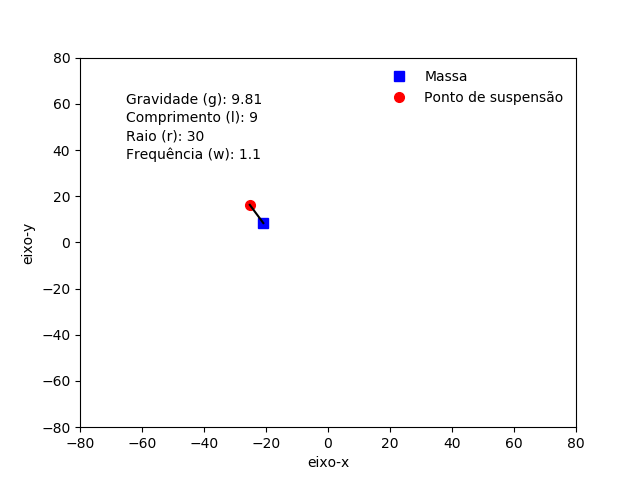 Massa
Ponto de suspensão
Gravidade (g): 9.81
Comprimento (l): 9
Raio (r): 30
Frequência (w): 1.1
80
60
40
20
0
−20
−40
−60
−80
eixo-y
−80 −60 −40 −20 0 20 40 60 80
eixo-x